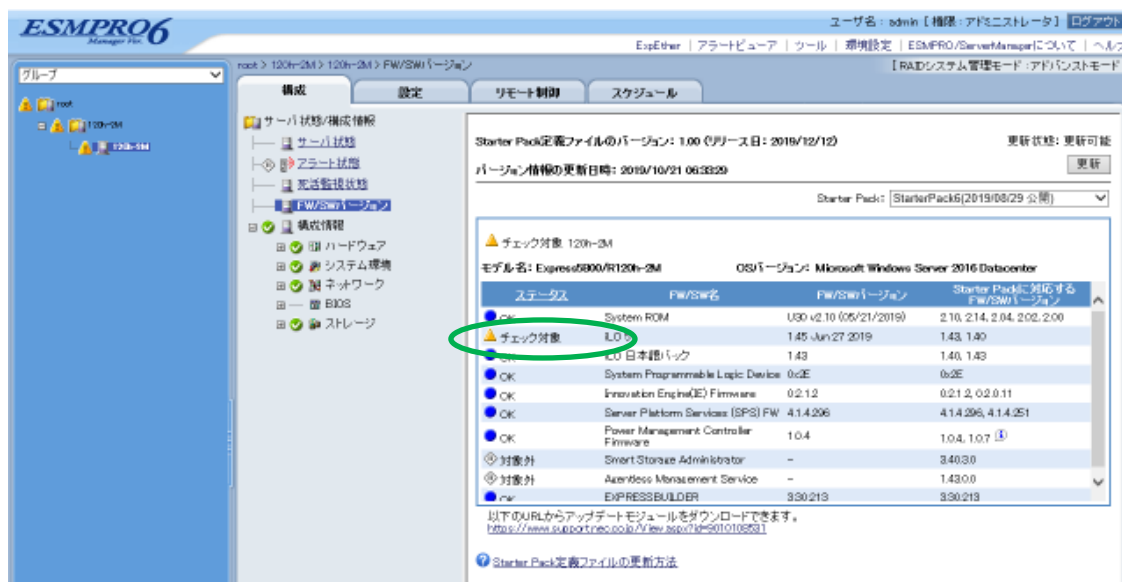 ESMPRO6
Manager Ver.
ユーザ名：admin [ 権限：アドミニストレータ ] ログアウト
ExpEther | アラートビューア | ツール | 環境設定 | ESMPRO/ServerManagerについて | ヘルプ
グループ
root > 120h-2M > 120h-2M > FW/SWバージョン
[ RAIDシステム管理モード：アドバンストモード
root
120h-2M
120h-2M
構成 設定 リモート制御 スケジュール
サーバ状態/構成情報
サーバ状態
アラート状態
死活監視状態
FW/SWバージョン
構成情報
ハードウェア
システム環境
ネットワーク
BIOS
ストレージ
Starter Pack定義ファイルのバージョン：1.00 (リリース日：2019/12/12) 更新状態：更新可能
バージョン情報の更新日時：2019/10/21 06:33:29 更新
Starter Pack： StarterPack6(2019/08/29 公開)
チェック対象 120h-2M
モデル名：Express5800/R120h-2M OSバージョン：Microsoft Windows Server 2016 Datacenter
ステータス FW/SW名 FW/SWバージョン Starter Packに対応するFW/SWバージョン
OK System ROM U30 v2.10 (05/21/2019) 2.10, 2.14, 2.04, 2.02, 2.00
チェック対象 iLO 5 1.45 Jun 27 2019 1.43, 1.40
OK iLO 日本語パック 1.43 1.40, 1.43
OK System Programmable Logic Device 0x2E 0x2E
OK Innovation Engine(IE) Firmware 0.2.1.2 0.2.1.2, 0.2.0.11
OK Server Platform Services (SPS) FW 4.1.4.296 4.1.4.296, 4.1.4.251
OK Power Management Controller Firmware 1.0.4 1.0.4, 1.0.7
対象外 Smart Storage Administrator – 3.40.3.0
対象外 Agentless Management Service – 1.43.0.0
OK EXPRESSBUILDER 3.30.213 3.30.213
以下のURLからアップデートモジュールをダウンロードできます。
https://www.support.nec.co.jp/View.aspx?id=9010108531
Starter Pack定義ファイルの更新方法